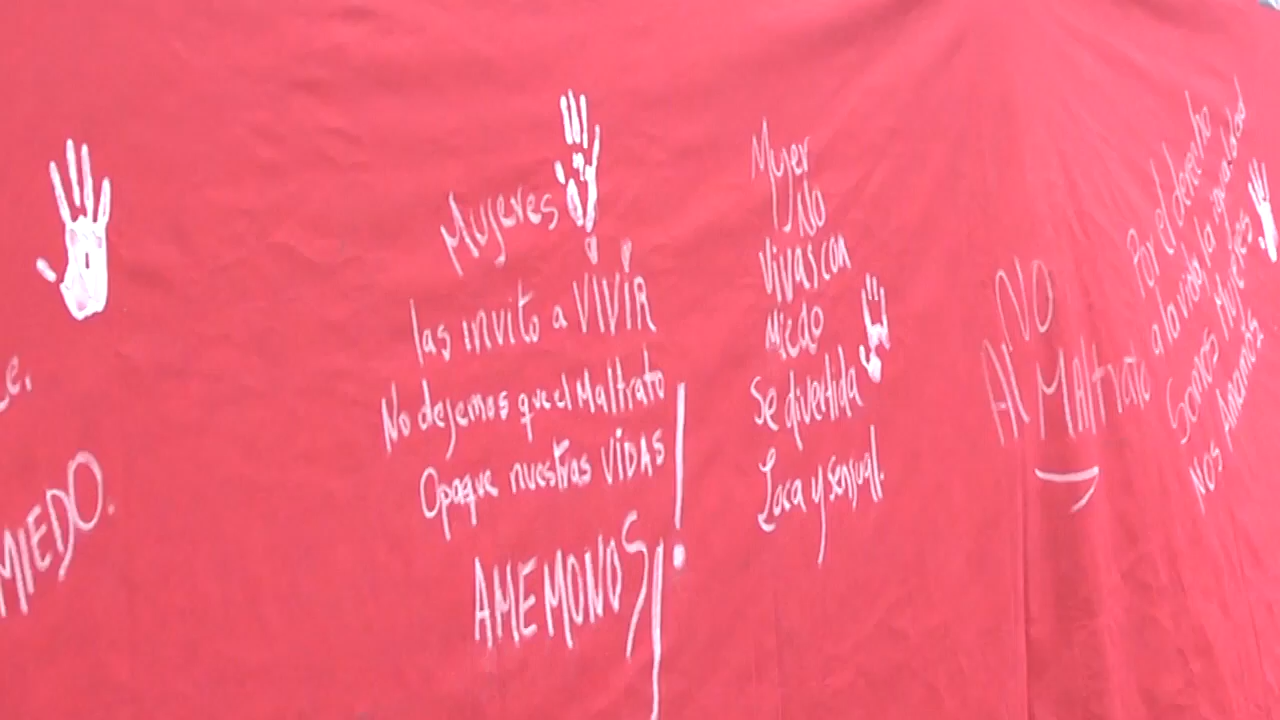 MIEDO.
Mujeres
las invito a VIVIR
No dejemos que el Maltrato
Opaque nuestras ViDAS !
AMEMONOS!
Mujer
No
Vivas con
Miedo
Se divertida
Loca y sensual.
NO
Al MAltrato
Por el derecho
a la vida, la igualdad
Somos Mujeres
Nos Amamos